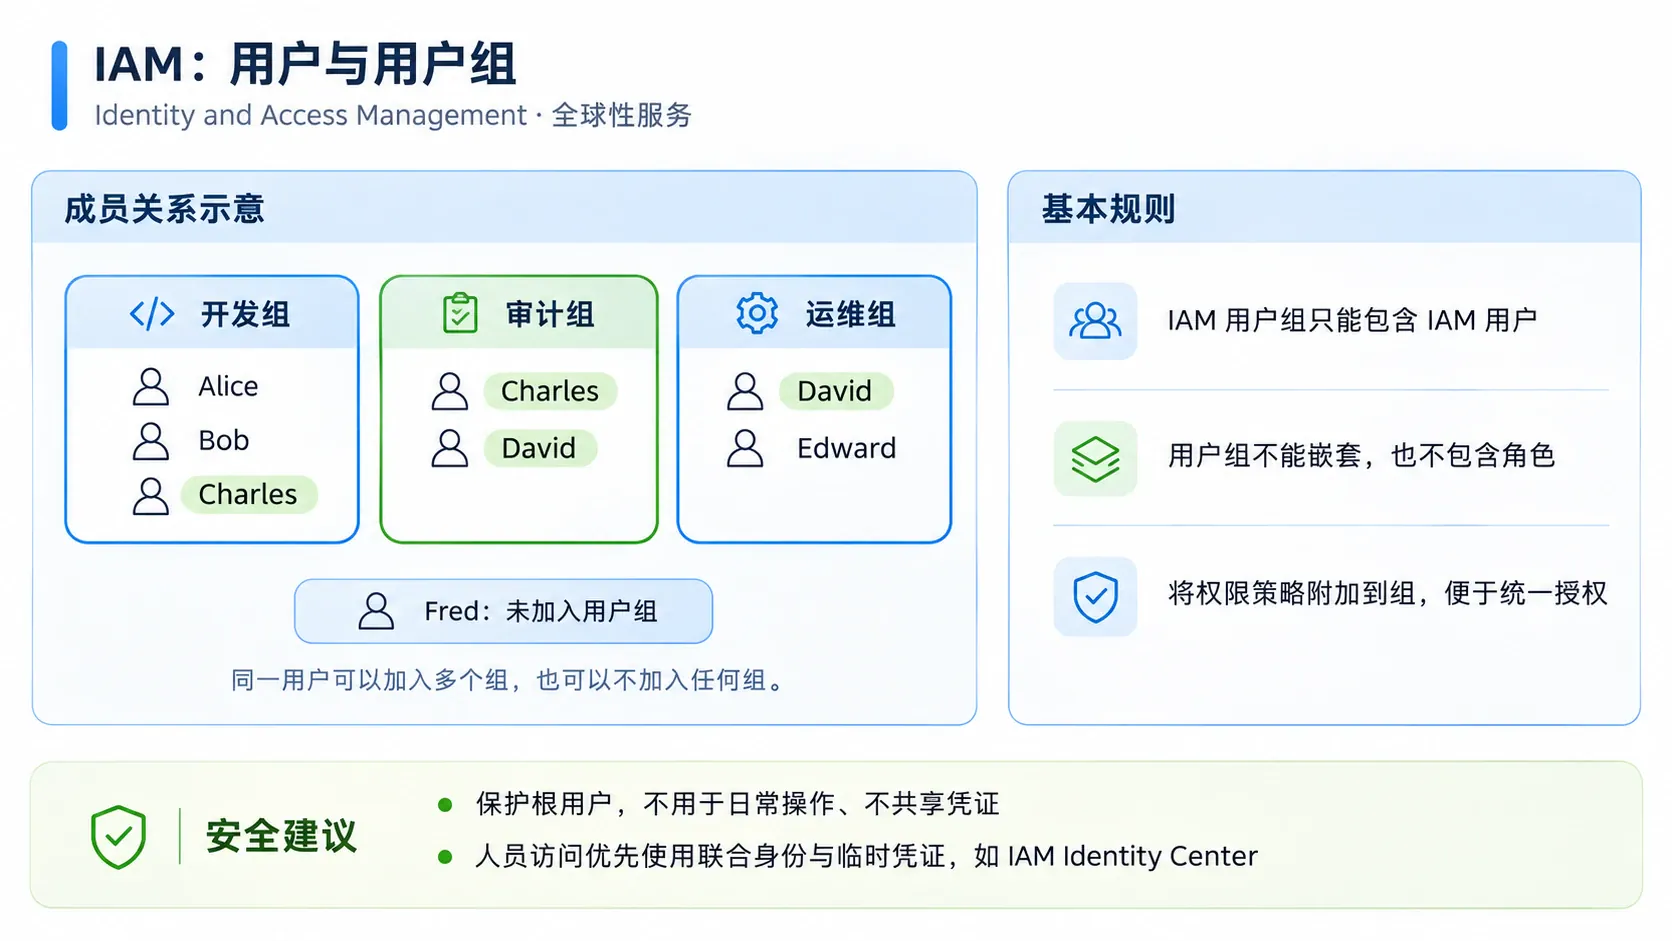 IAM：用户与用户组
Identity and Access Management · 全球性服务
成员关系示意
开发组
Alice
Bob
Charles
审计组
Charles
David
运维组
David
Edward
Fred：未加入用户组
同一用户可以加入多个组，也可以不加入任何组。
基本规则
IAM 用户组只能包含 IAM 用户
用户组不能嵌套，也不包含角色
将权限策略附加到组，便于统一授权
安全建议
保护根用户，不用于日常操作、不共享凭证
人员访问优先使用联合身份与临时凭证，如 IAM Identity Center